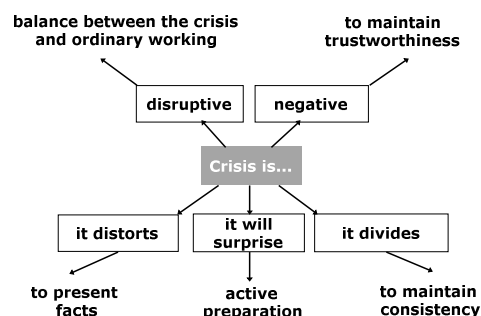 balance between the crisis
and ordinary working
to maintain
trustworthiness
disruptive
negative
Crisis is...
it distorts
it will
surprise
it divides
to present
facts
active
preparation
to maintain
consistency